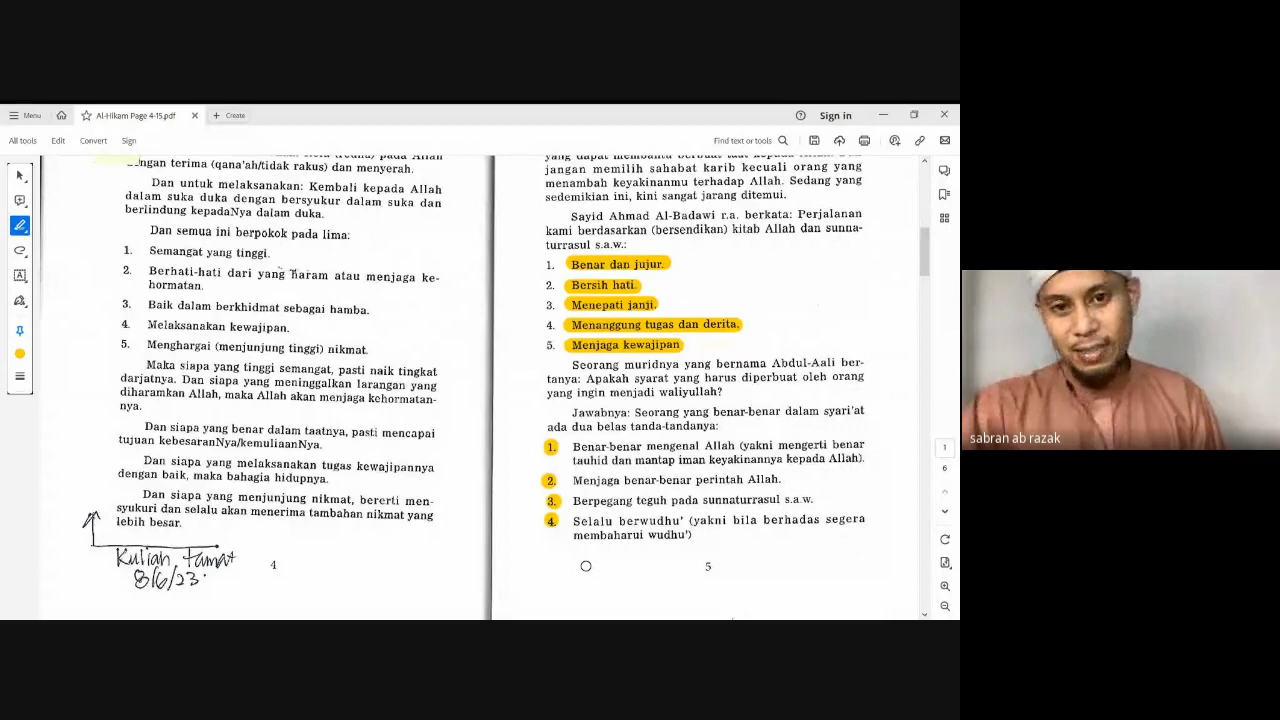 Menu
Al-Hikam Page 4-15.pdf
Create
Sign in
All tools
Edit
Convert
Sign
Find text or tools
pada Allah
dengan terima (qana'ah/tidak rakus) dan menyerah.
Dan untuk melaksanakan: Kembali kepada Allah
dalam suka duka dengan bersyukur dalam suka dan
berlindung kepadaNya dalam duka.
Dan semua ini berpokok pada lima:
1. Semangat yang tinggi.
2. Berhati-hati dari yang haram atau menjaga ke-
hormatan.
3. Baik dalam berkhidmat sebagai hamba.
4. Melaksanakan kewajipan.
5. Menghargai (menjunjung tinggi) nikmat.
Maka siapa yang tinggi semangat, pasti naik tingkat
darjatnya. Dan siapa yang meninggalkan larangan yang
diharamkan Allah, maka Allah akan menjaga kehormatan-
nya.
Dan siapa yang benar dalam taatnya, pasti mencapai
tujuan kebesaranNya/kemuliaanNya.
Dan siapa yang melaksanakan tugas kewajipannya
dengan baik, maka bahagia hidupnya.
Dan siapa yang menjunjung nikmat, bererti men-
syukuri dan selalu akan menerima tambahan nikmat yang
lebih besar.
Kuliah tamat
8/6/23.
4
yang dapat membantu berbuat taat kepada
jangan memilih sahabat karib kecuali orang yang
menambah keyakinanmu terhadap Allah. Sedang yang
sedemikian ini, kini sangat jarang ditemui.
Sayid Ahmad Al-Badawi r.a. berkata: Perjalanan
kami berdasarkan (bersendikan) kitab Allah dan sunna-
turrasul s.a.w.:
1. Benar dan jujur.
2. Bersih hati.
3. Menepati janji.
4. Menanggung tugas dan derita.
5. Menjaga kewajipan
Seorang muridnya yang bernama Abdul-Aali ber-
tanya: Apakah syarat yang harus diperbuat oleh orang
yang ingin menjadi waliyullah?
Jawabnya: Seorang yang benar-benar dalam syari'at
ada dua belas tanda-tandanya:
1. Benar-benar mengenal Allah (yakni mengerti benar
tauhid dan mantap iman keyakinannya kepada Allah).
2. Menjaga benar-benar perintah Allah.
3. Berpegang teguh pada sunnaturrasul s.a.w.
4. Selalu berwudhu' (yakni bila berhadas segera
membaharui wudhu')
5
1
6
sabran ab razak